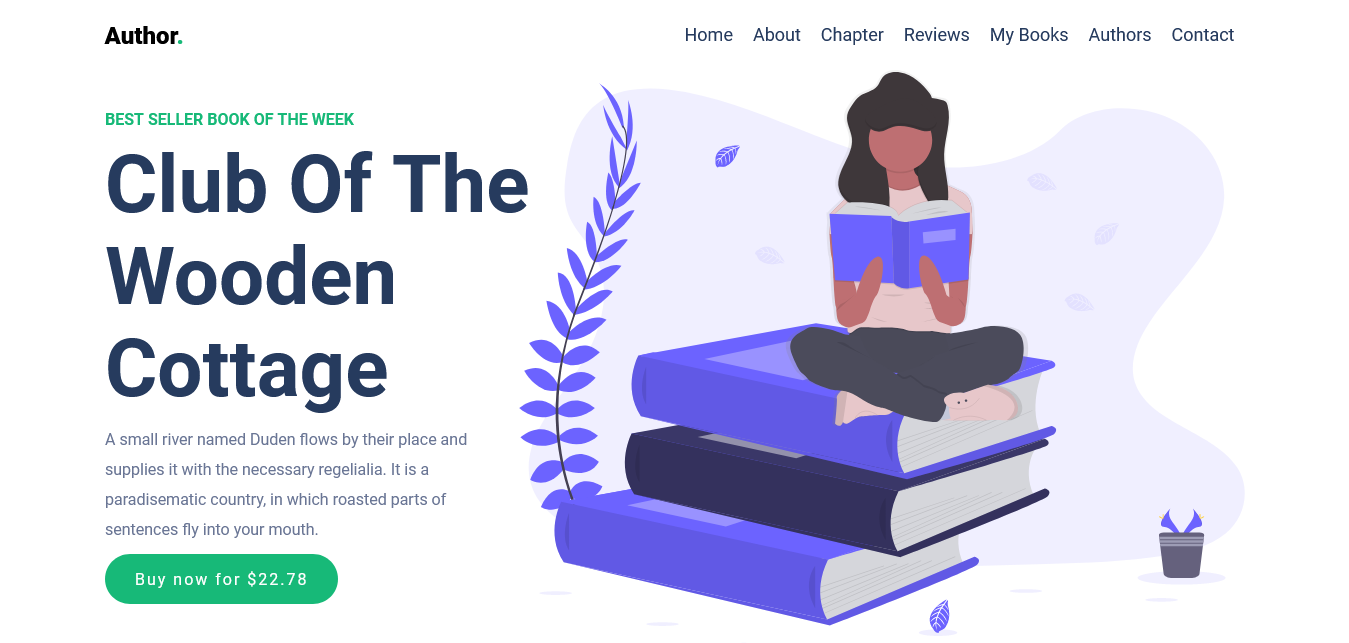 Author.
Home About Chapter Reviews My Books Authors Contact
BEST SELLER BOOK OF THE WEEK
Club Of The
Wooden
Cottage
A small river named Duden flows by their place and
supplies it with the necessary regelialia. It is a
paradisematic country, in which roasted parts of
sentences fly into your mouth.
Buy now for $22.78